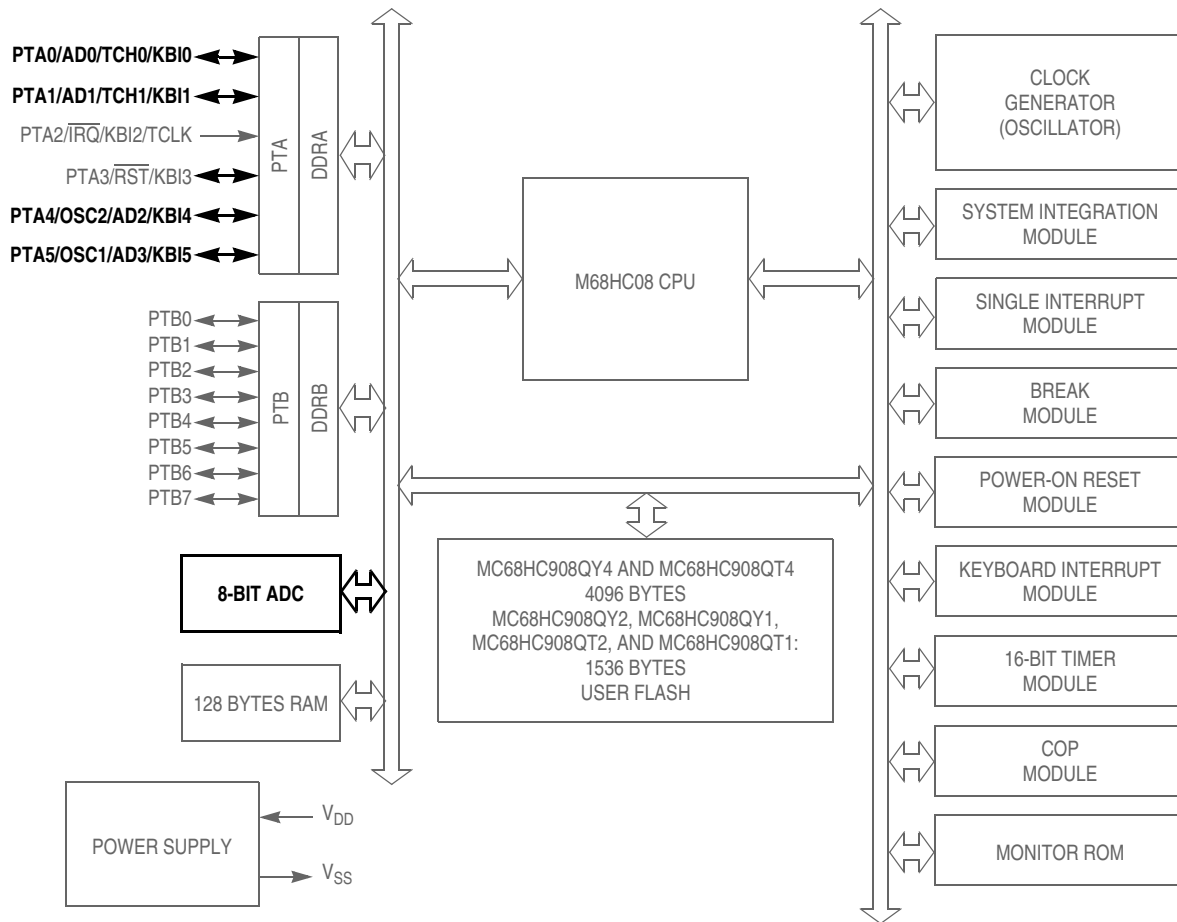 PTA0/AD0/TCH0/KBI0
PTA1/AD1/TCH1/KBI1
PTA2/IRQ/KBI2/TCLK
PTA3/RST/KBI3
PTA4/OSC2/AD2/KBI4
PTA5/OSC1/AD3/KBI5
PTA
DDRA
PTB0
PTB1
PTB2
PTB3
PTB4
PTB5
PTB6
PTB7
PTB
DDRB
8-BIT ADC
128 BYTES RAM
POWER SUPPLY
VDD
VSS
M68HC08 CPU
MC68HC908QY4 AND MC68HC908QT4
4096 BYTES
MC68HC908QY2, MC68HC908QY1,
MC68HC908QT2, AND MC68HC908QT1:
1536 BYTES
USER FLASH
CLOCK
GENERATOR
(OSCILLATOR)
SYSTEM INTEGRATION
MODULE
SINGLE INTERRUPT
MODULE
BREAK
MODULE
POWER-ON RESET
MODULE
KEYBOARD INTERRUPT
MODULE
16-BIT TIMER
MODULE
COP
MODULE
MONITOR ROM